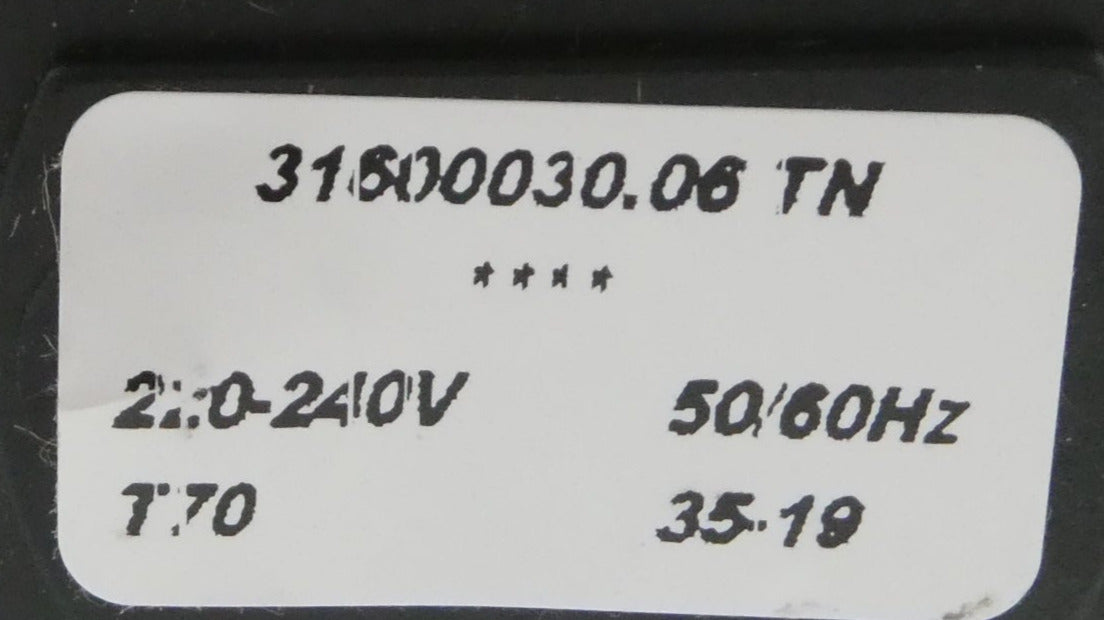 31600030.06 TN
****
220-240V 50/60Hz
T70 35-19